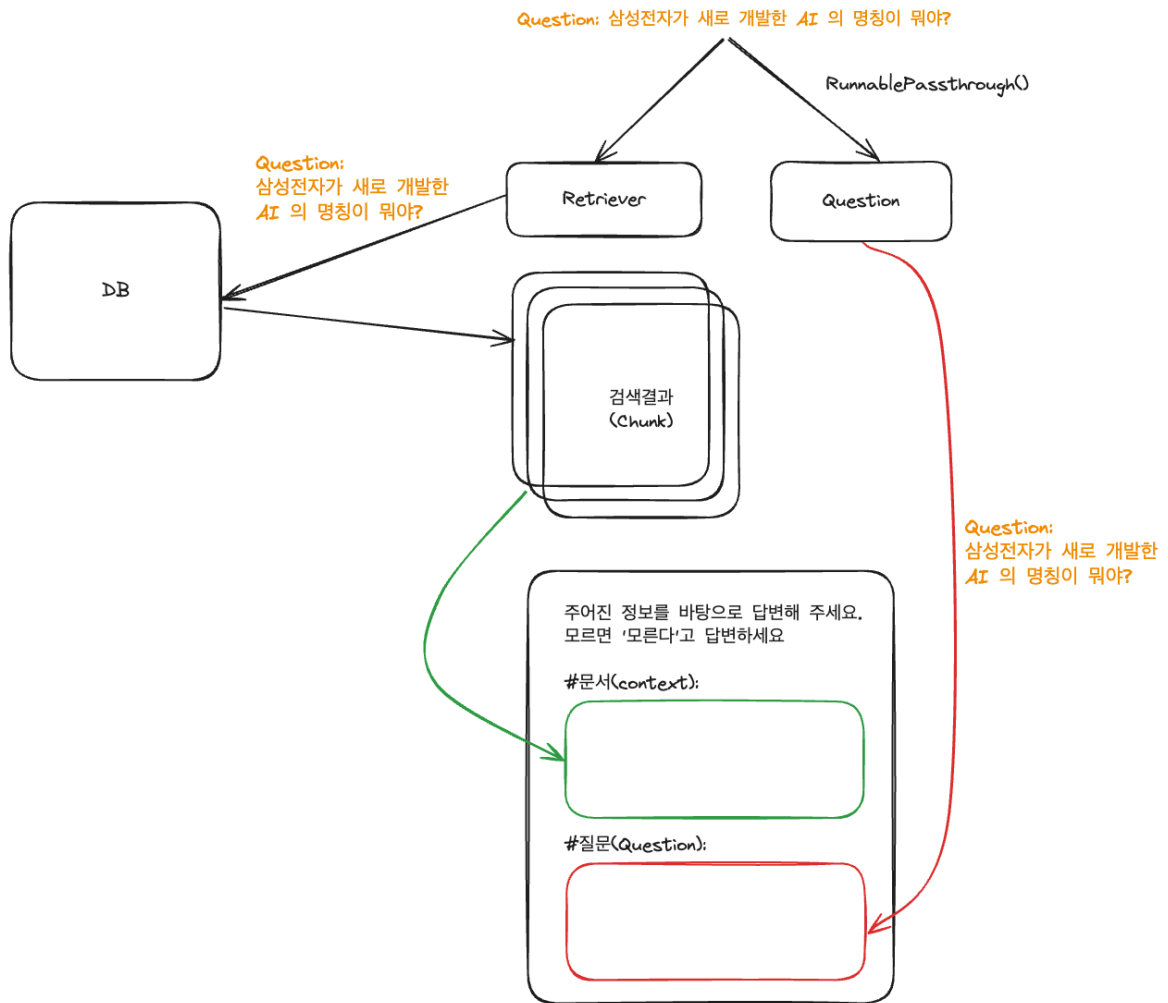 Question: 삼성전자가 새로 개발한 AI 의 명칭이 뭐야?
RunnablePassthrough()
Question:
삼성전자가 새로 개발한
AI 의 명칭이 뭐야?
Retriever
Question
DB
검색결과
(Chunk)
Question:
삼성전자가 새로 개발한
AI 의 명칭이 뭐야?
주어진 정보를 바탕으로 답변해 주세요.
모르면 '모른다'고 답변하세요
#문서(context):
#질문(Question):